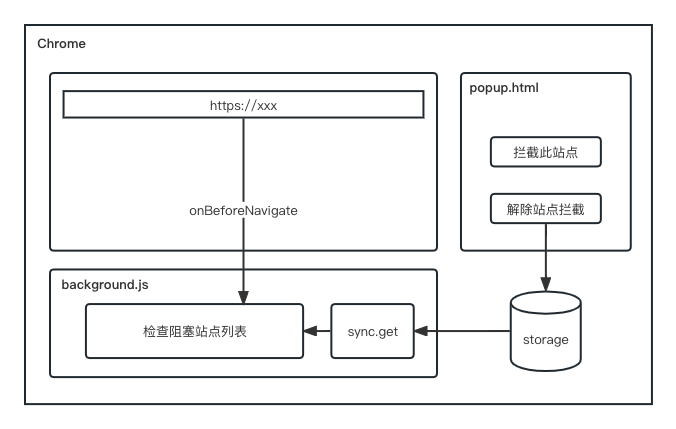 Chrome
https://xxx
onBeforeNavigate
popup.html
拦截此站点
解除站点拦截
background.js
检查阻塞站点列表
sync.get
storage